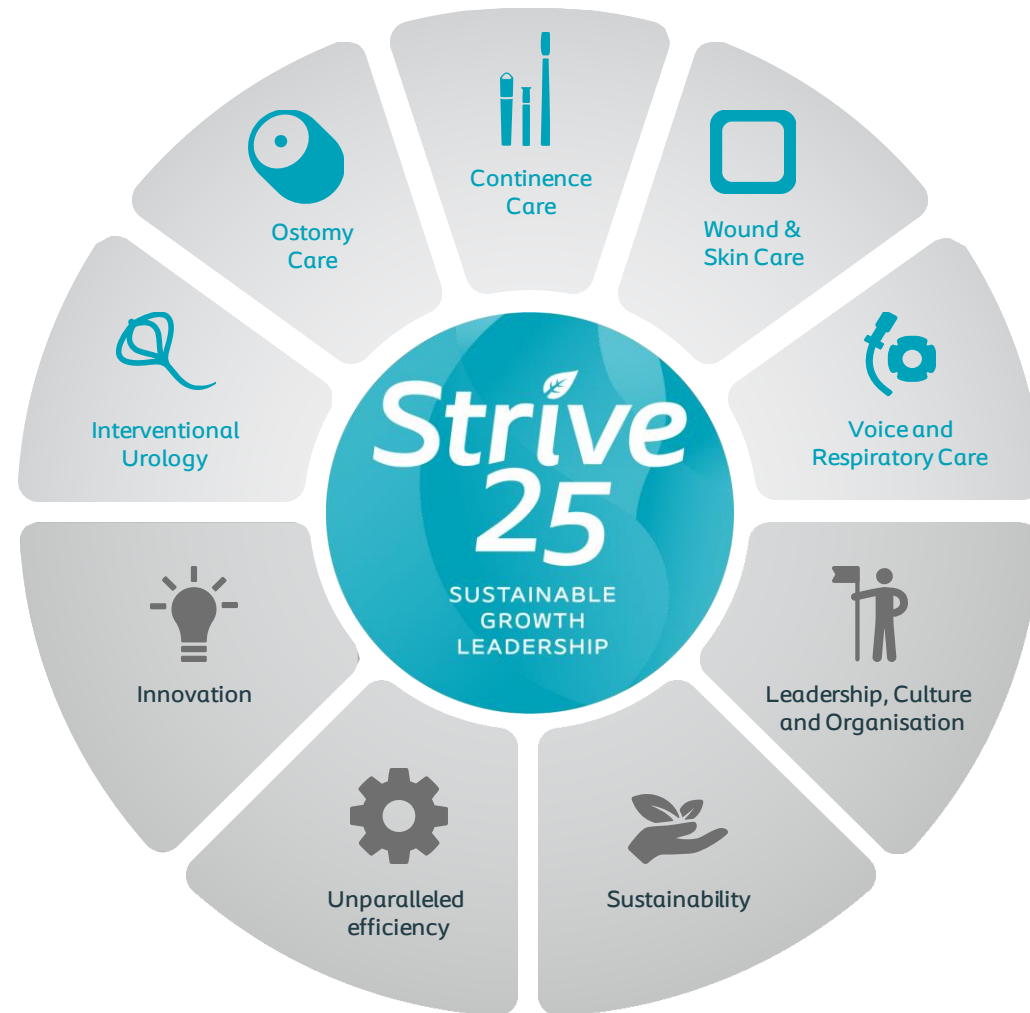 Continence
Care
Ostomy
Care
Wound &
Skin Care
Interventional
Urology
Voice and
Respiratory Care
Strive
25
SUSTAINABLE
GROWTH
LEADERSHIP
Innovation
Leadership, Culture
and Organisation
Unparalleled
efficiency
Sustainability